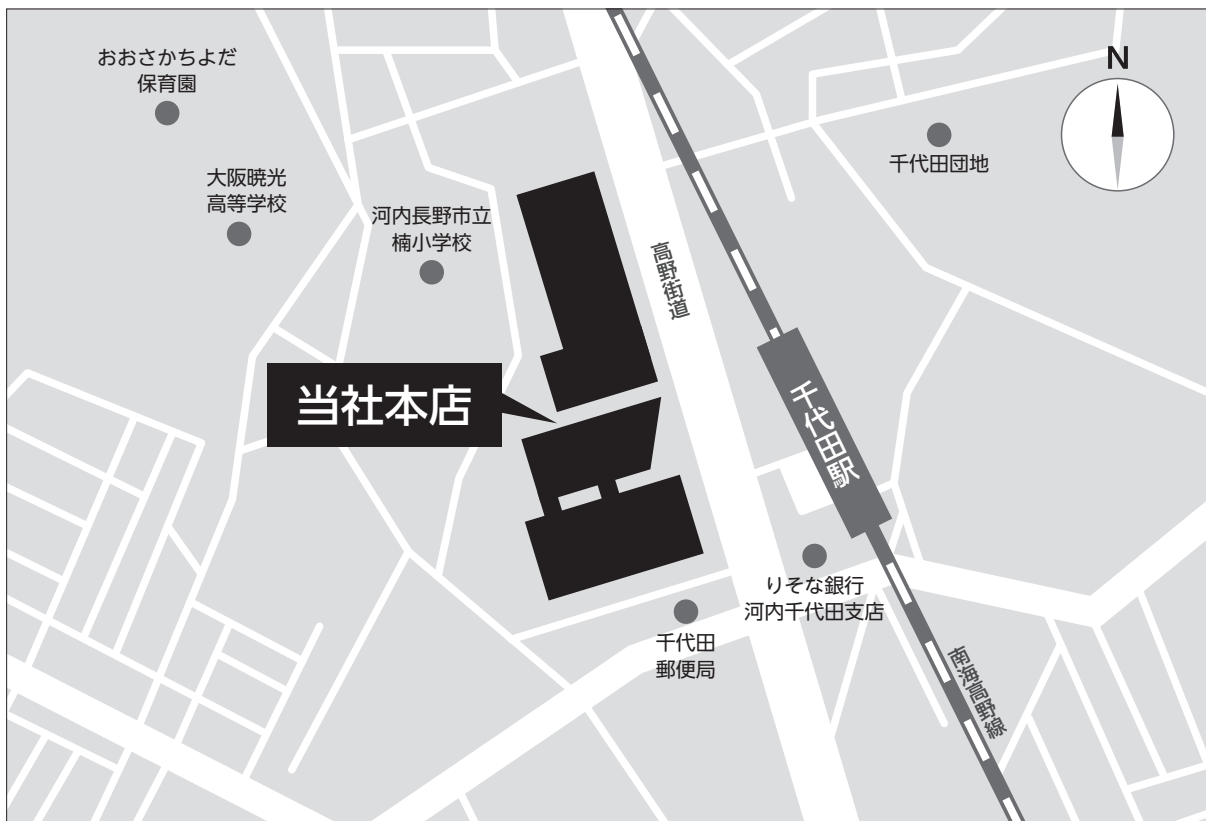 おおさかちよだ
保育園
N
千代田団地
大阪暁光
高等学校
河内長野市立
楠小学校
高野街道
当社本店
千代田駅
りそな銀行
河内千代田支店
千代田
郵便局
南海高野線